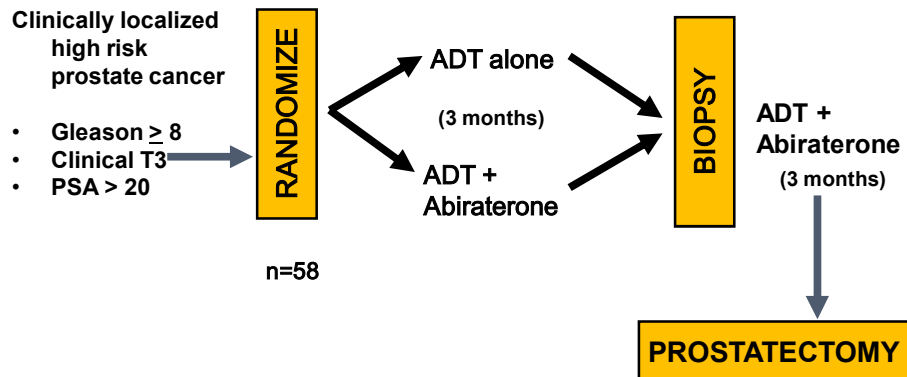 Clinically localized
high risk
prostate cancer
• Gleason ≥ 8
• Clinical T3
• PSA > 20
RANDOMIZE
n=58
ADT alone
(3 months)
ADT +
Abiraterone
BIOPSY
ADT +
Abiraterone
(3 months)
PROSTATECTOMY